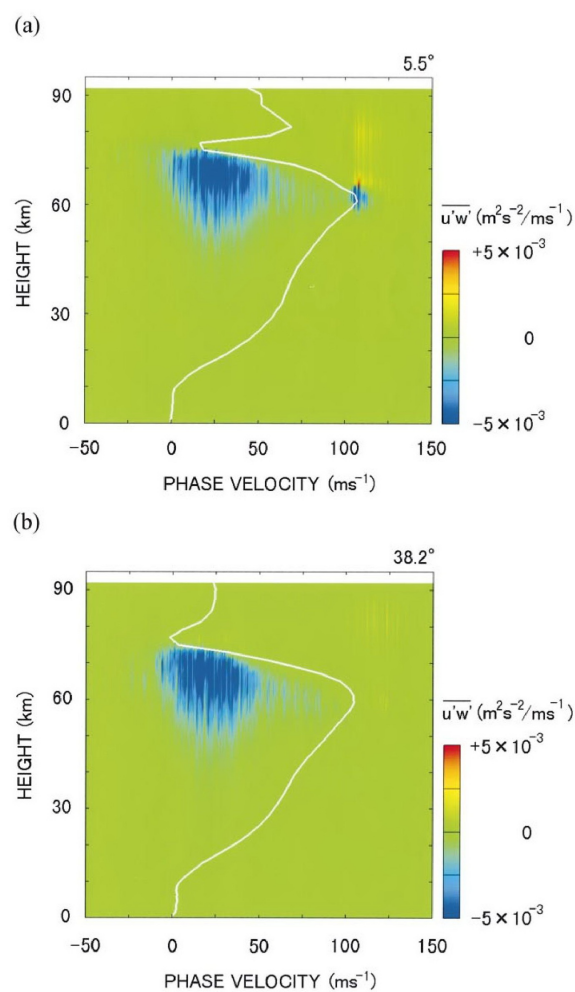 (a)
5.5°
90
60
30
0
HEIGHT (km)
-50 0 50 100 150
PHASE VELOCITY (ms⁻¹)
u'w' (m²s⁻²/ms⁻¹)
+5×10⁻³
0
-5×10⁻³
(b)
38.2°
90
60
30
0
HEIGHT (km)
-50 0 50 100 150
PHASE VELOCITY (ms⁻¹)
u'w' (m²s⁻²/ms⁻¹)
+5×10⁻³
0
-5×10⁻³